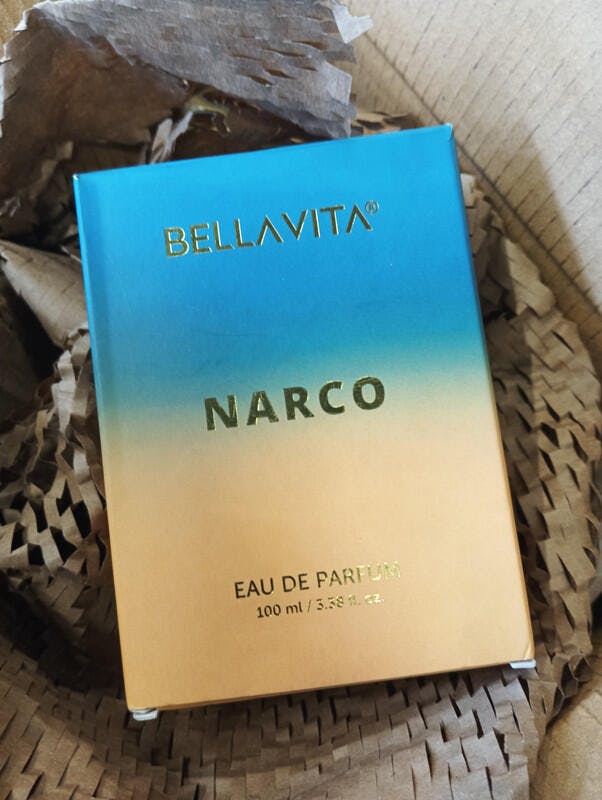 BELLAVITA®
NARCO
EAU DE PARFUM
100 ml / 3.38 fl. oz.